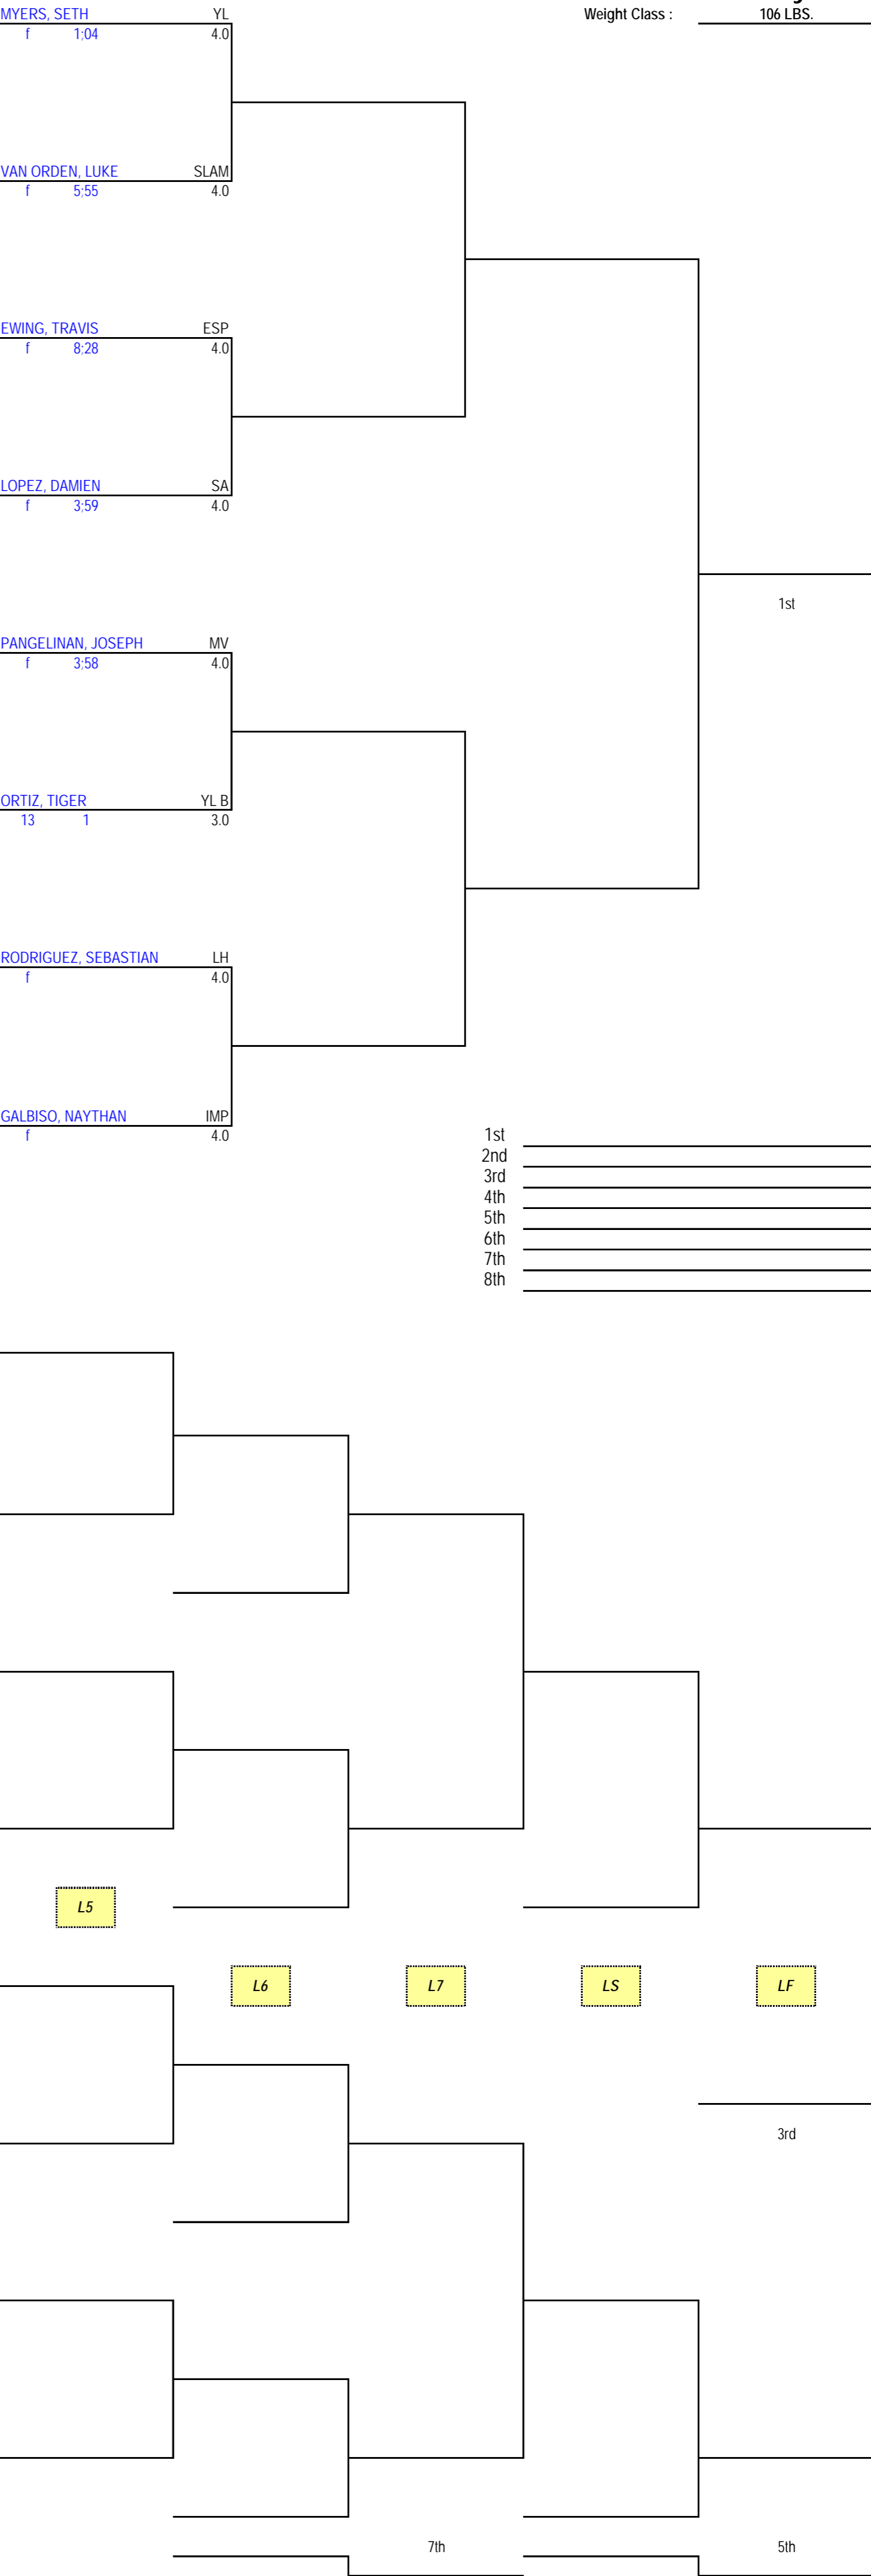 MYERS, SETH YL
Weight Class : 106 LBS.
f 1;04 4.0
VAN ORDEN, LUKE SLAM
f 5;55 4.0
EWING, TRAVIS ESP
f 8;28 4.0
LOPEZ, DAMIEN SA
f 3;59 4.0
1st
PANGELINAN, JOSEPH MV
f 3;58 4.0
ORTIZ, TIGER YL B
13 1 3.0
RODRIGUEZ, SEBASTIAN LH
f 4.0
GALBISO, NAYTHAN IMP
f 4.0
1st
2nd
3rd
4th
5th
6th
7th
8th
L5
L6 L7 LS LF
3rd
7th 5th